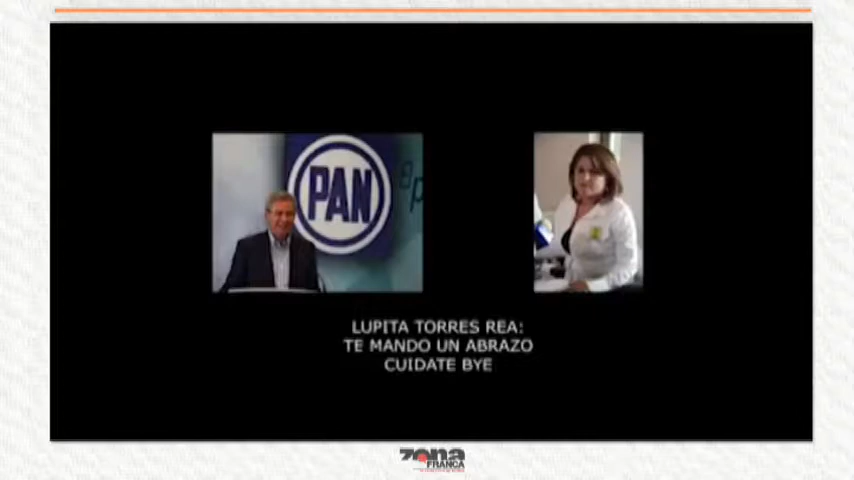 PAN
LUPITA TORRES REA:
TE MANDO UN ABRAZO
CUIDATE BYE
ZONA
FRANCA